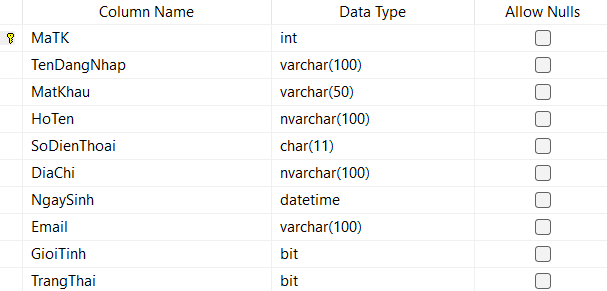 Column Name Data Type Allow Nulls
MaTK int
TenDangNhap varchar(100)
MatKhau varchar(50)
HoTen nvarchar(100)
SoDienThoai char(11)
DiaChi nvarchar(100)
NgaySinh datetime
Email varchar(100)
GioiTinh bit
TrangThai bit